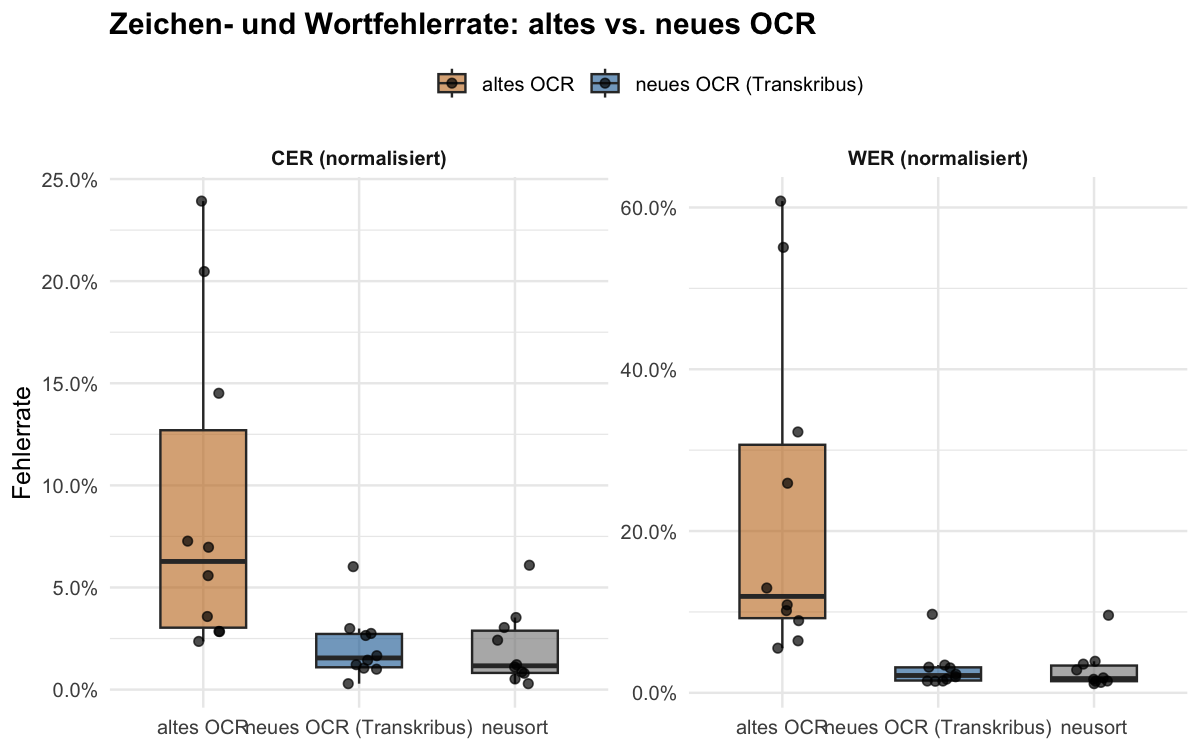 Zeichen- und Wortfehlerrate: altes vs. neues OCR
altes OCR neues OCR (Transkribus)
CER (normalisiert) WER (normalisiert)
Fehlerrate
25.0%
20.0%
15.0%
10.0%
5.0%
0.0%
60.0%
40.0%
20.0%
0.0%
altes OCR neues OCR (Transkribus) neusort
altes OCR neues OCR (Transkribus) neusort